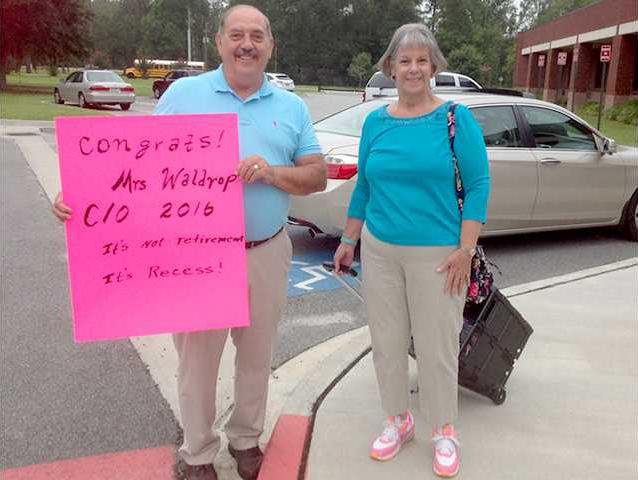 Congrats!
Mrs Waldrop
C/O 2016
It's Not retirement
It's Recess!